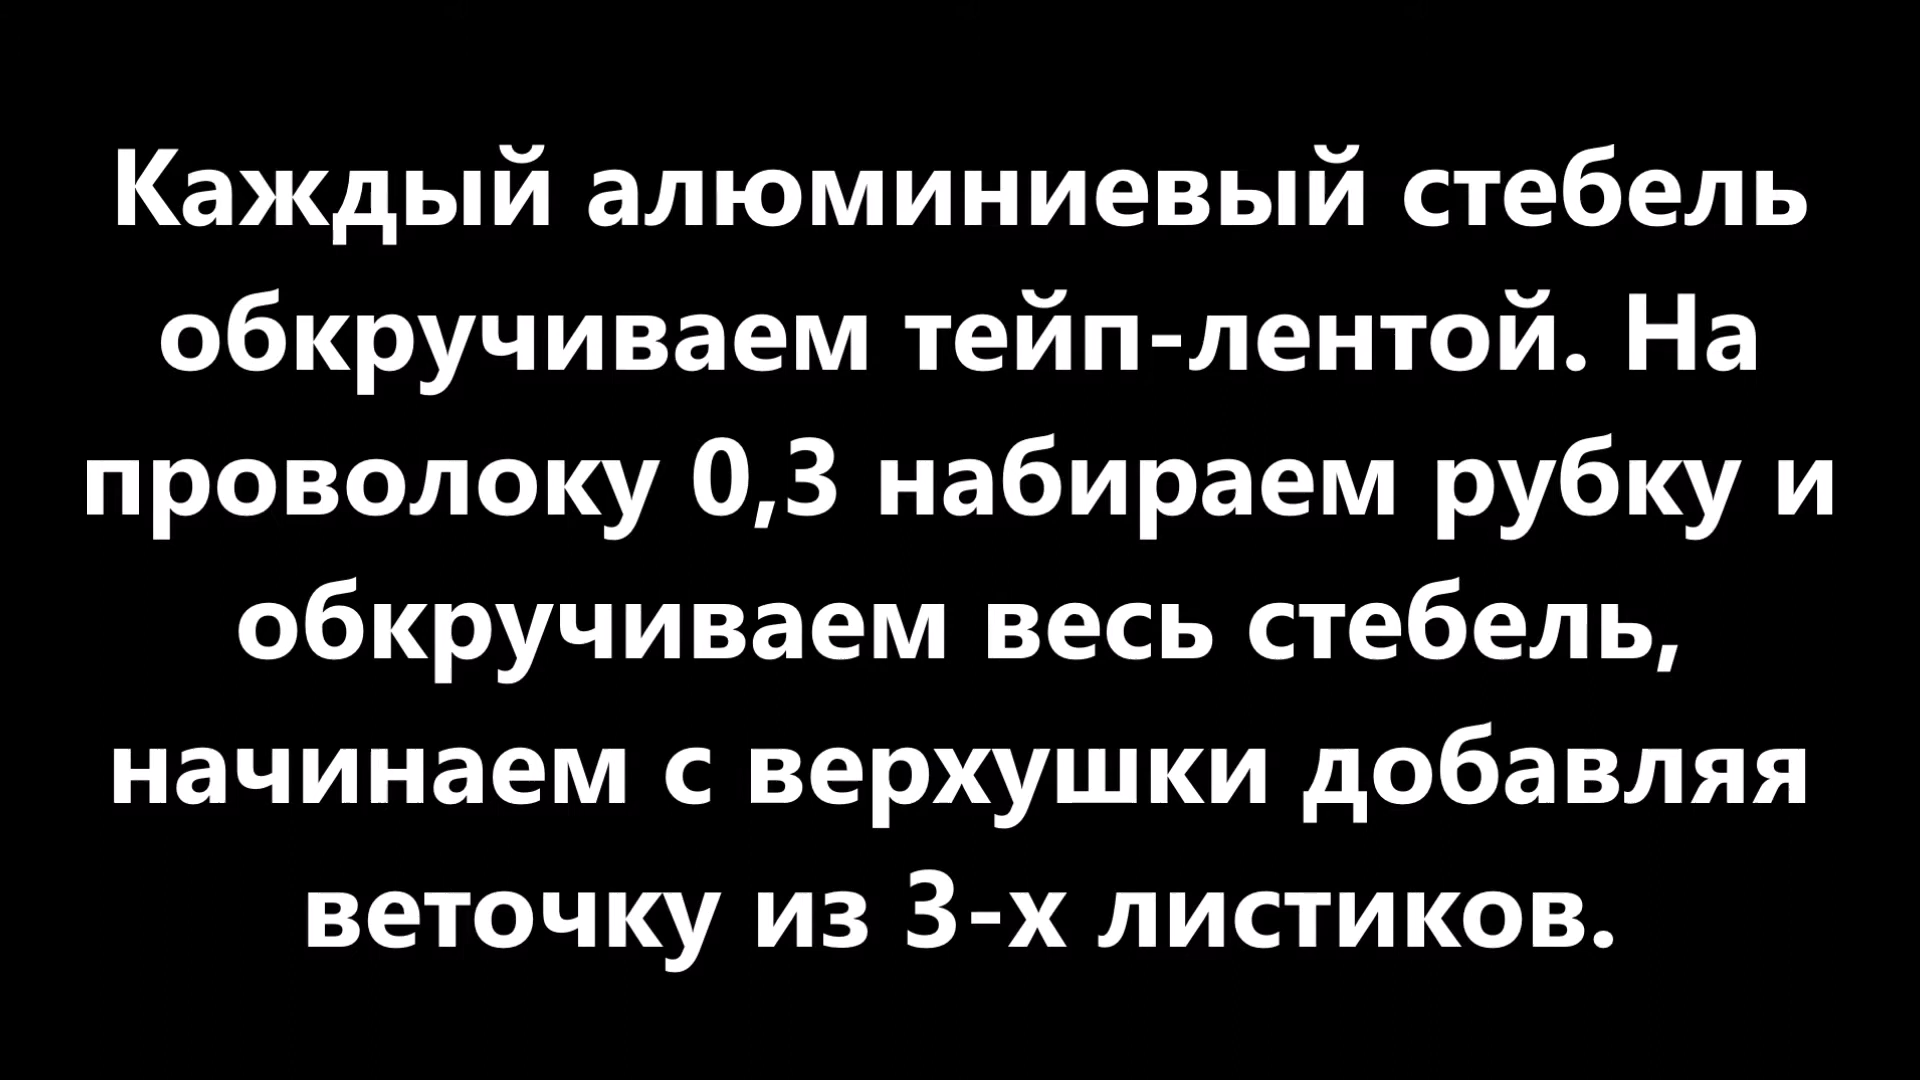 Каждый алюминиевый стебель
обкручиваем тейп-лентой. На
проволоку 0,3 набираем рубку и
обкручиваем весь стебель,
начинаем с верхушки добавляя
веточку из 3-х листиков.